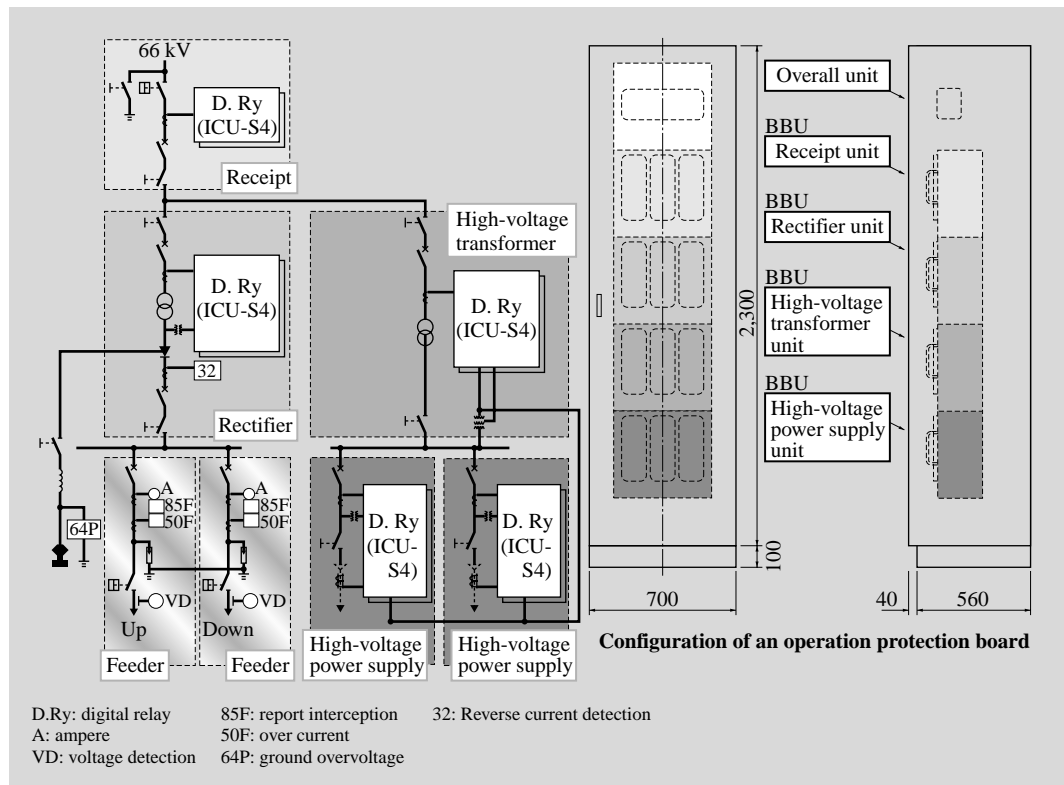 66 kV
D. Ry
(ICU-S4)
Receipt
D. Ry
(ICU-S4)
32
Rectifier
High-voltage
transformer
D. Ry
(ICU-S4)
64P
A
85F
50F
VD
Up
Feeder
A
85F
50F
VD
Down
Feeder
D. Ry
(ICU-
S4)
High-voltage
power supply
D. Ry
(ICU-
S4)
High-voltage
power supply
Overall unit
BBU
Receipt unit
BBU
Rectifier unit
BBU
High-voltage
transformer
unit
BBU
High-voltage
power supply
unit
2,300
100
700
40
560
Configuration of an operation protection board
D.Ry: digital relay
A: ampere
VD: voltage detection
85F: report interception
50F: over current
64P: ground overvoltage
32: Reverse current detection